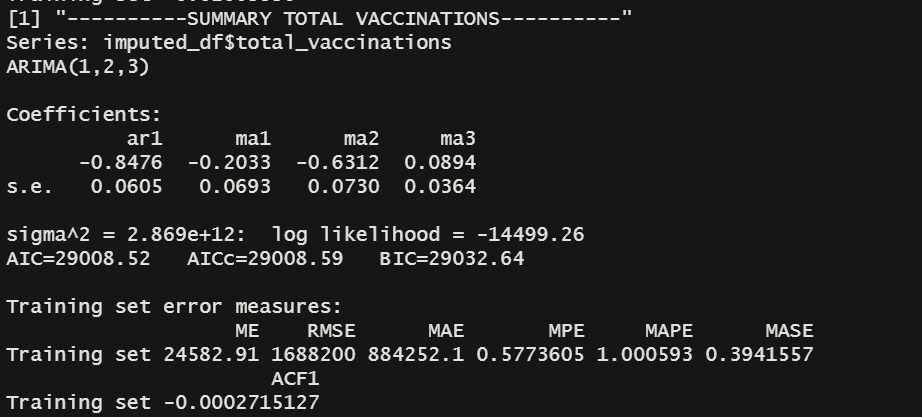 [1] "----------SUMMARY TOTAL VACCINATIONS----------"
Series: imputed_df$total_vaccinations
ARIMA(1,2,3)
Coefficients:
ar1 ma1 ma2 ma3
-0.8476 -0.2033 -0.6312 0.0894
s.e. 0.0605 0.0693 0.0730 0.0364
sigma^2 = 2.869e+12: log likelihood = -14499.26
AIC=29008.52 AICc=29008.59 BIC=29032.64
Training set error measures:
ME RMSE MAE MPE MAPE MASE
Training set 24582.91 1688200 884252.1 0.5773605 1.000593 0.3941557
ACF1
Training set -0.0002715127